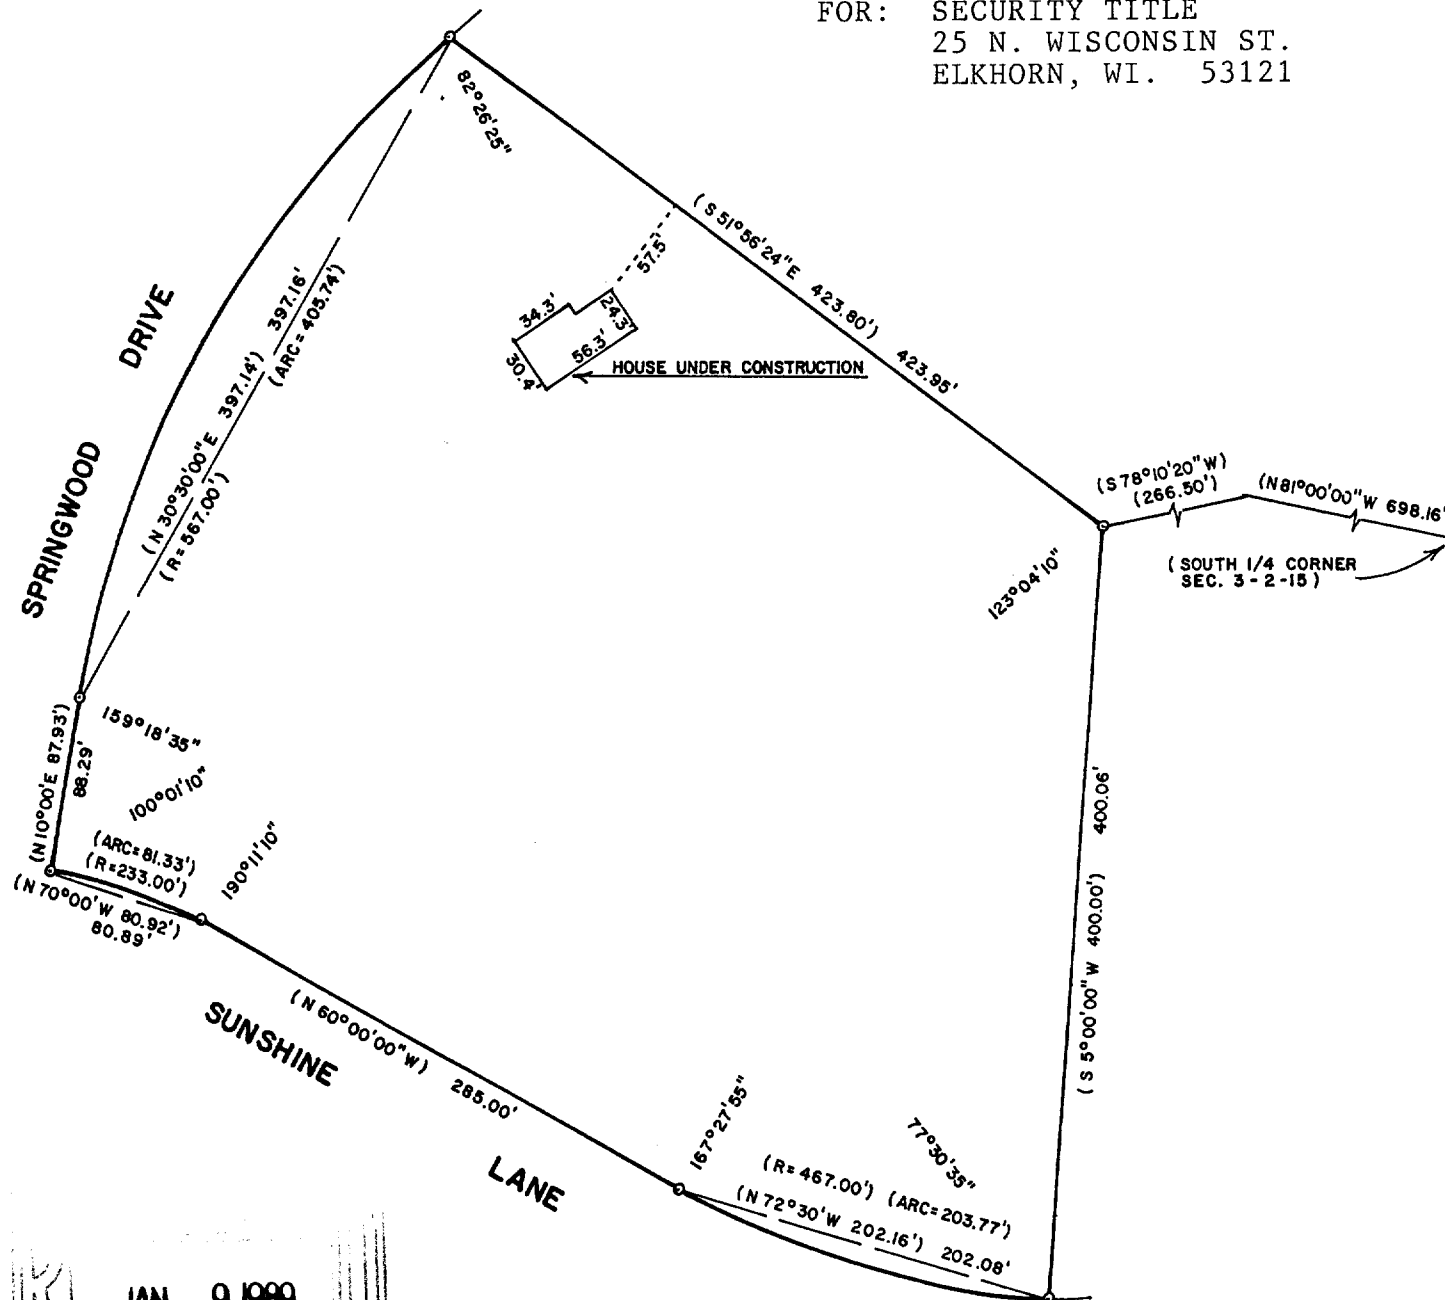 FOR: SECURITY TITLE
25 N. WISCONSIN ST.
ELKHORN, WI. 53121
82°26'25"
(S 51°56'24"E 423.80') 423.95'
57.5'
34.3'
24.3'
56.3'
30.4'
HOUSE UNDER CONSTRUCTION
SPRINGWOOD DRIVE
(N 30°30'00"E 397.14') 397.16'
(R=567.00') (ARC=405.74')
(S 78°10'20"W)
(266.50')
(N81°00'00"W 698.16'
(SOUTH 1/4 CORNER
SEC. 3-2-15)
123°04'10"
159°18'35"
100°01'10"
(N10°00'E 87.93')
88.29'
(ARC=81.33')
(R=233.00')
190°11'10"
(N 70°00'W 80.92')
80.89'
(N 60°00'00"W) 285.00'
SUNSHINE LANE
167°27'55"
77°30'35"
(R=467.00') (ARC=203.77')
(N 72°30'W 202.16') 202.08'
(S 5°00'00"W 400.00') 400.06'
JAN 9 1989